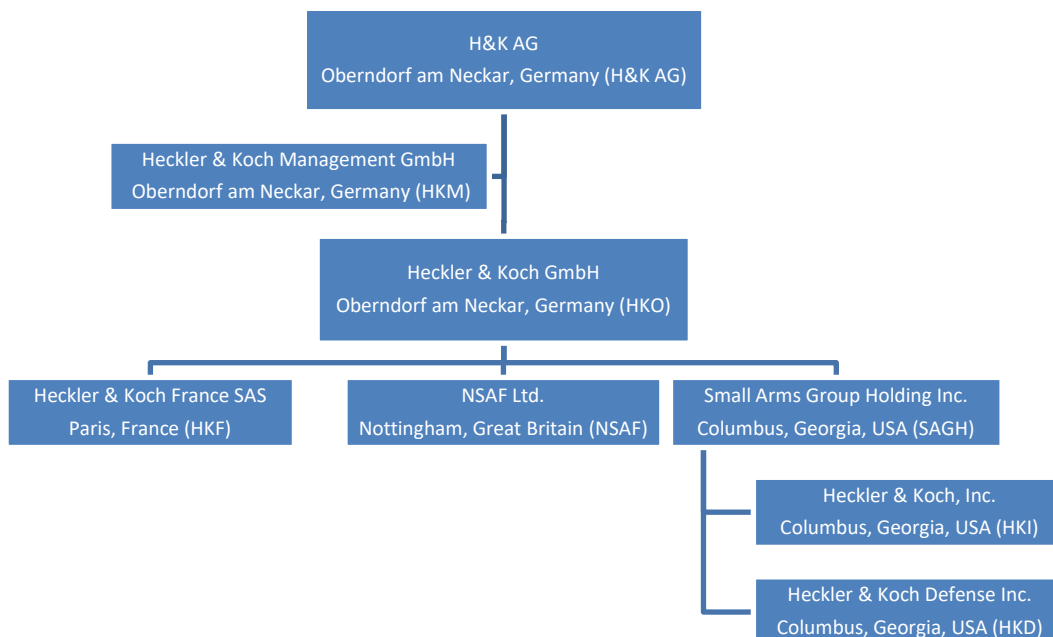 H&K AG
Oberndorf am Neckar, Germany (H&K AG)
Heckler & Koch Management GmbH
Oberndorf am Neckar, Germany (HKM)
Heckler & Koch GmbH
Oberndorf am Neckar, Germany (HKO)
Heckler & Koch France SAS
Paris, France (HKF)
NSAF Ltd.
Nottingham, Great Britain (NSAF)
Small Arms Group Holding Inc.
Columbus, Georgia, USA (SAGH)
Heckler & Koch, Inc.
Columbus, Georgia, USA (HKI)
Heckler & Koch Defense Inc.
Columbus, Georgia, USA (HKD)